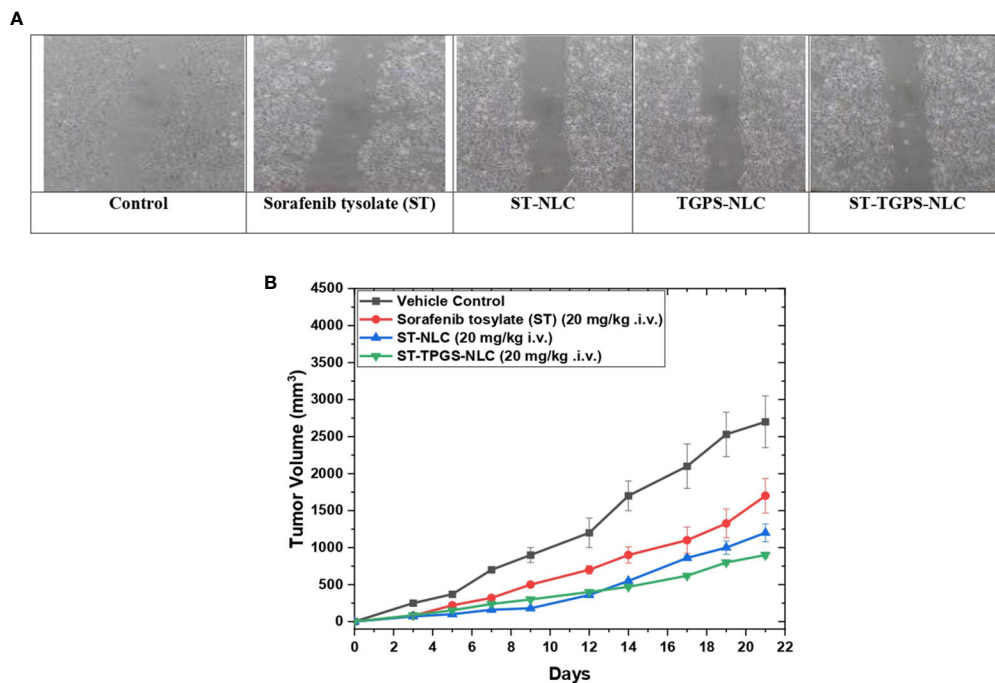 A
Control
Sorafenib tysolate (ST)
ST-NLC
TGPS-NLC
ST-TGPS-NLC
B
4500
4000
3500
3000
2500
2000
1500
1000
500
0
Tumor Volume (mm³)
Vehicle Control
Sorafenib tosylate (ST) (20 mg/kg .i.v.)
ST-NLC (20 mg/kg i.v.)
ST-TPGS-NLC (20 mg/kg .i.v.)
0 2 4 6 8 10 12 14 16 18 20 22
Days